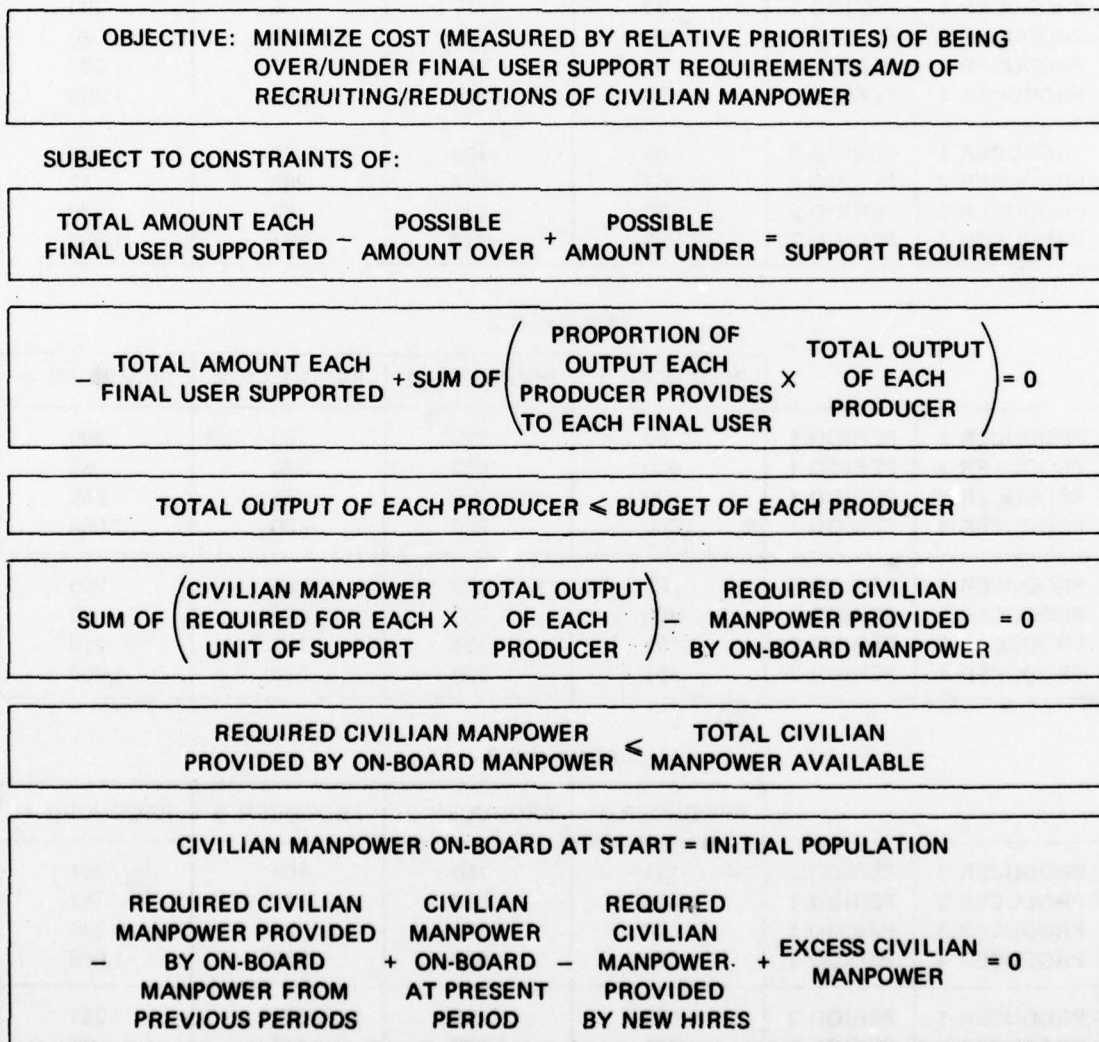 OBJECTIVE: MINIMIZE COST (MEASURED BY RELATIVE PRIORITIES) OF BEING
OVER/UNDER FINAL USER SUPPORT REQUIREMENTS AND OF
RECRUITING/REDUCTIONS OF CIVILIAN MANPOWER
SUBJECT TO CONSTRAINTS OF:
TOTAL AMOUNT EACH FINAL USER SUPPORTED − POSSIBLE AMOUNT OVER + POSSIBLE AMOUNT UNDER = SUPPORT REQUIREMENT
− TOTAL AMOUNT EACH FINAL USER SUPPORTED + SUM OF (PROPORTION OF OUTPUT EACH PRODUCER PROVIDES TO EACH FINAL USER X TOTAL OUTPUT OF EACH PRODUCER) = 0
TOTAL OUTPUT OF EACH PRODUCER ⩽ BUDGET OF EACH PRODUCER
SUM OF (CIVILIAN MANPOWER REQUIRED FOR EACH UNIT OF SUPPORT X TOTAL OUTPUT OF EACH PRODUCER) − REQUIRED CIVILIAN MANPOWER PROVIDED BY ON-BOARD MANPOWER = 0
REQUIRED CIVILIAN MANPOWER PROVIDED BY ON-BOARD MANPOWER ⩽ TOTAL CIVILIAN MANPOWER AVAILABLE
CIVILIAN MANPOWER ON-BOARD AT START = INITIAL POPULATION
− REQUIRED CIVILIAN MANPOWER PROVIDED BY ON-BOARD MANPOWER FROM PREVIOUS PERIODS CIVILIAN MANPOWER ON-BOARD AT PRESENT PERIOD − REQUIRED CIVILIAN MANPOWER PROVIDED BY NEW HIRES + EXCESS CIVILIAN MANPOWER = 0